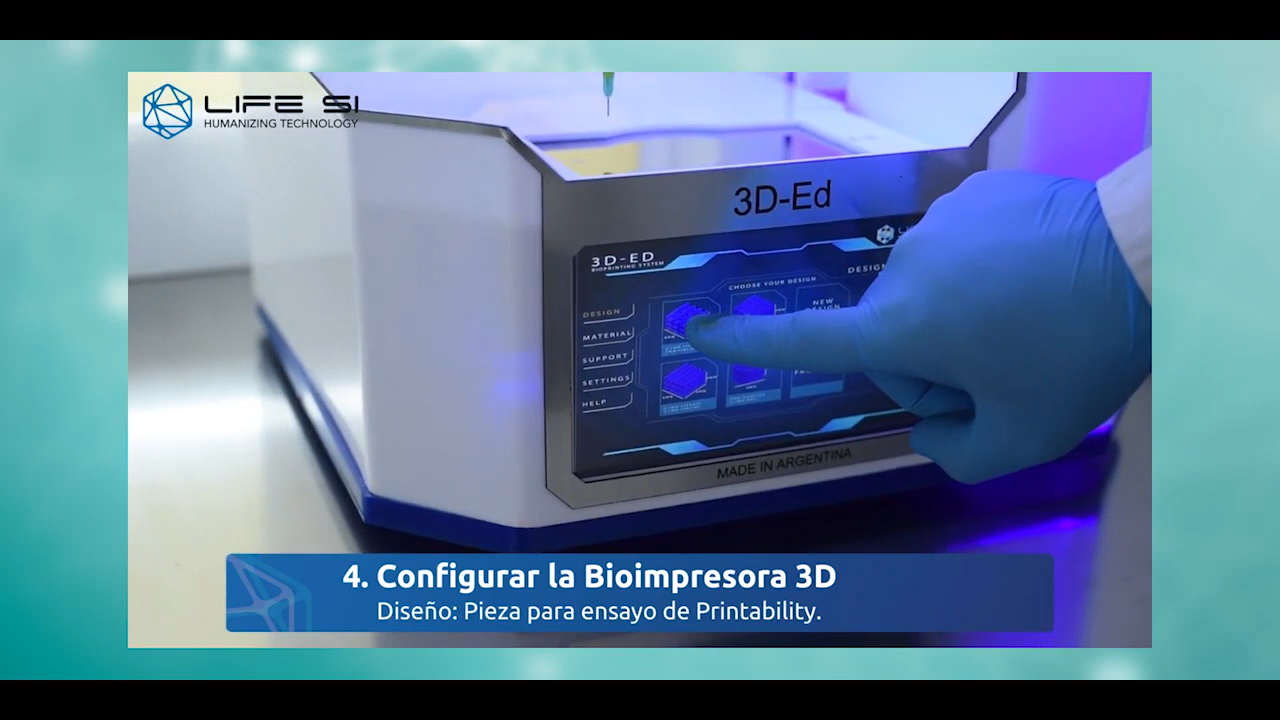 LIFE SI
HUMANIZING TECHNOLOGY
3D-Ed
3D-ED
BIOPRINTING SYSTEM
CHOOSE YOUR DESIGN
DESIGN
MATERIAL
SUPPORT
SETTINGS
HELP
NEW
MADE IN ARGENTINA
4. Configurar la Bioimpresora 3D
Diseño: Pieza para ensayo de Printability.